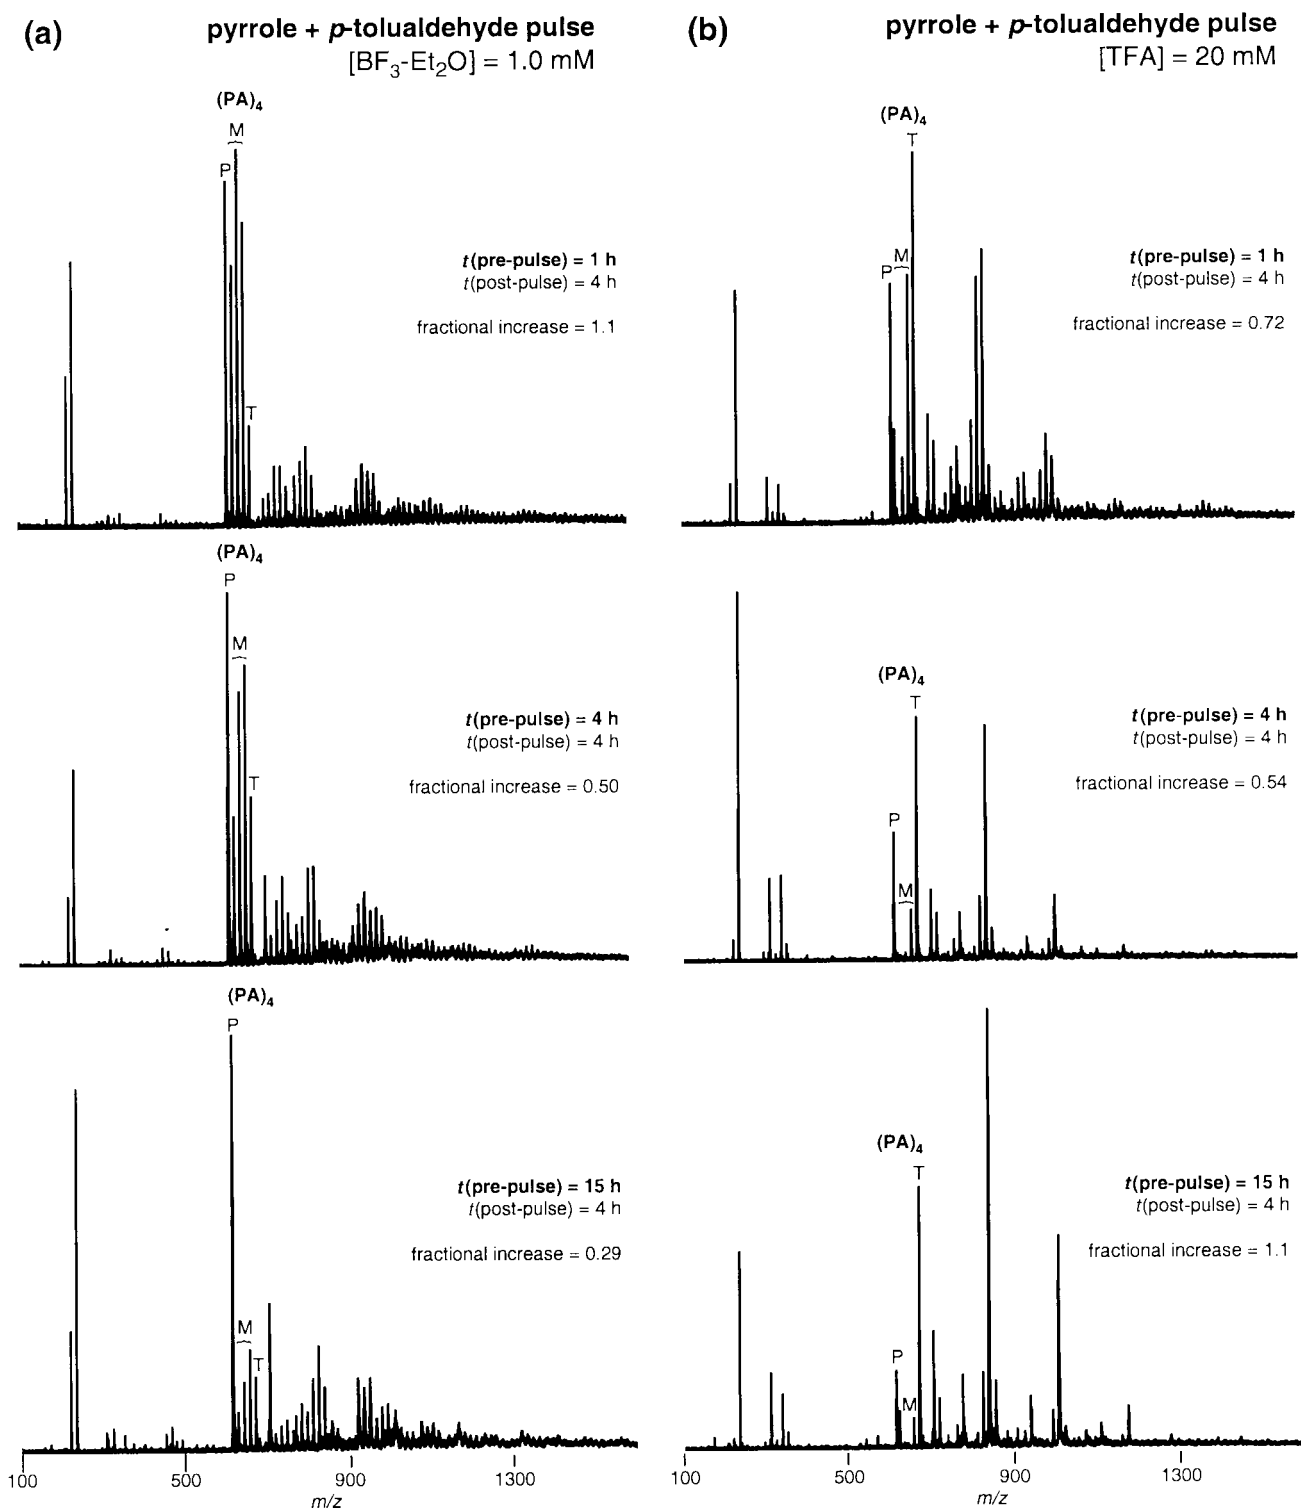 (a)
pyrrole + p-tolualdehyde pulse
[BF3-Et2O] = 1.0 mM
(PA)4
M
P
T
t(pre-pulse) = 1 h
t(post-pulse) = 4 h
fractional increase = 1.1
(PA)4
P
M
T
t(pre-pulse) = 4 h
t(post-pulse) = 4 h
fractional increase = 0.50
(PA)4
P
M
T
t(pre-pulse) = 15 h
t(post-pulse) = 4 h
fractional increase = 0.29
100 500 900 1300
m/z
(b)
pyrrole + p-tolualdehyde pulse
[TFA] = 20 mM
(PA)4
T
M
P
t(pre-pulse) = 1 h
t(post-pulse) = 4 h
fractional increase = 0.72
(PA)4
T
P
M
t(pre-pulse) = 4 h
t(post-pulse) = 4 h
fractional increase = 0.54
(PA)4
T
P
M
t(pre-pulse) = 15 h
t(post-pulse) = 4 h
fractional increase = 1.1
100 500 900 1300
m/z